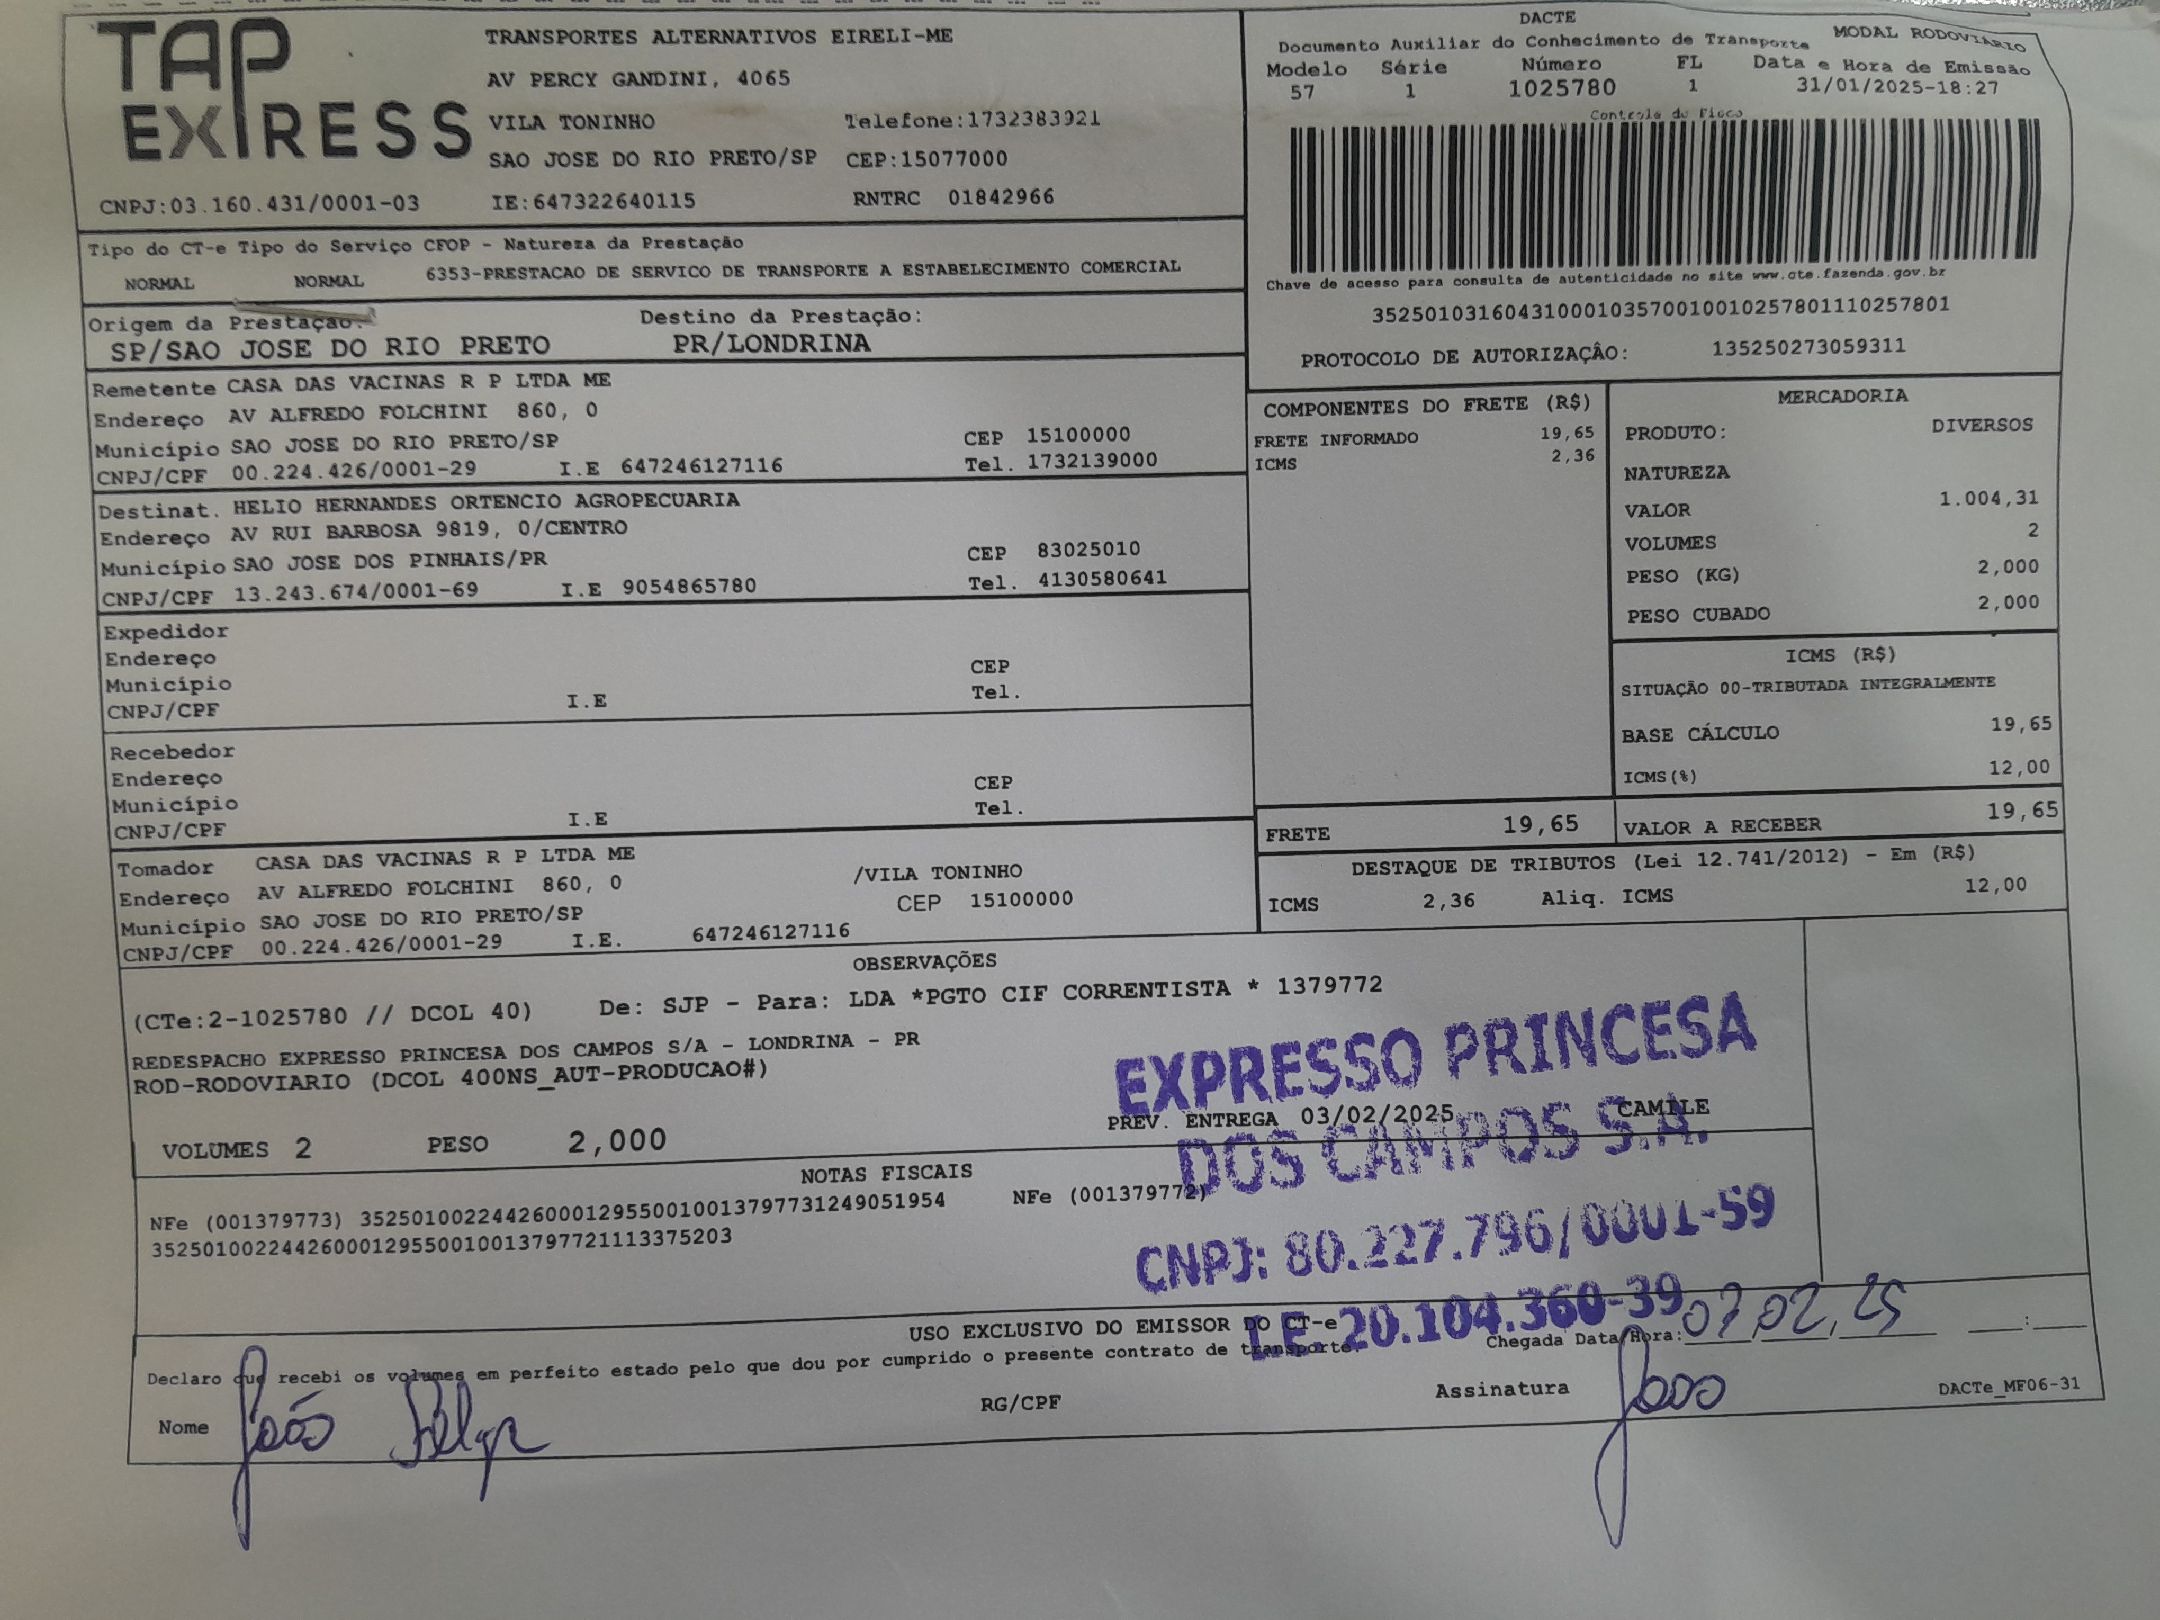 TAP EXPRESS
TRANSPORTES ALTERNATIVOS EIRELI-ME
AV PERCY GANDINI, 4065
VILA TONINHO Telefone:1732383921
SAO JOSE DO RIO PRETO/SP CEP:15077000
CNPJ:03.160.431/0001-03 IE:647322640115 RNTRC 01842966
DACTE
Documento Auxiliar do Conhecimento de Transporte MODAL RODOVIARIO
Modelo Série Número FL Data e Hora de Emissão
57 1 1025780 1 31/01/2025-18:27
Controle do Fisco
Chave de acesso para consulta de autenticidade no site www.cte.fazenda.gov.br
35250103160431000103570010010257801110257801
PROTOCOLO DE AUTORIZAÇÂO: 135250273059311
Tipo do CT-e Tipo do Serviço CFOP - Natureza da Prestação
NORMAL NORMAL 6353-PRESTACAO DE SERVICO DE TRANSPORTE A ESTABELECIMENTO COMERCIAL
Origem da Prestação: Destino da Prestação:
SP/SAO JOSE DO RIO PRETO PR/LONDRINA
Remetente CASA DAS VACINAS R P LTDA ME
Endereço AV ALFREDO FOLCHINI 860, 0
Município SAO JOSE DO RIO PRETO/SP CEP 15100000
CNPJ/CPF 00.224.426/0001-29 I.E 647246127116 Tel. 1732139000
Destinat. HELIO HERNANDES ORTENCIO AGROPECUARIA
Endereço AV RUI BARBOSA 9819, 0/CENTRO
Município SAO JOSE DOS PINHAIS/PR CEP 83025010
CNPJ/CPF 13.243.674/0001-69 I.E 9054865780 Tel. 4130580641
Expedidor
Endereço CEP
Município Tel.
CNPJ/CPF I.E
Recebedor
Endereço CEP
Município Tel.
CNPJ/CPF I.E
Tomador CASA DAS VACINAS R P LTDA ME
Endereço AV ALFREDO FOLCHINI 860, 0 /VILA TONINHO
Município SAO JOSE DO RIO PRETO/SP CEP 15100000
CNPJ/CPF 00.224.426/0001-29 I.E. 647246127116
COMPONENTES DO FRETE (R$)
FRETE INFORMADO 19,65
ICMS 2,36
MERCADORIA
PRODUTO: DIVERSOS
NATUREZA
VALOR 1.004,31
VOLUMES 2
PESO (KG) 2,000
PESO CUBADO 2,000
ICMS (R$)
SITUAÇÃO 00-TRIBUTADA INTEGRALMENTE
BASE CÁLCULO 19,65
ICMS(%) 12,00
FRETE 19,65 VALOR A RECEBER 19,65
DESTAQUE DE TRIBUTOS (Lei 12.741/2012) - Em (R$)
ICMS 2,36 Aliq. ICMS 12,00
OBSERVAÇÕES
(CTe:2-1025780 // DCOL 40) De: SJP - Para: LDA *PGTO CIF CORRENTISTA * 1379772
REDESPACHO EXPRESSO PRINCESA DOS CAMPOS S/A - LONDRINA - PR
ROD-RODOVIARIO (DCOL 400NS_AUT-PRODUCAO#)
PREV. ENTREGA 03/02/2025 CAMILE
VOLUMES 2 PESO 2,000
EXPRESSO PRINCESA
DOS CAMPOS S.A.
CNPJ: 80.227.796/0001-59
I.E. 20.104.360-39
NOTAS FISCAIS
NFe (001379773) 35250100224426000129550010013797731249051954 NFe (001379772)
35250100224426000129550010013797721113375203
USO EXCLUSIVO DO EMISSOR DO CT-e
Declaro que recebi os volumes em perfeito estado pelo que dou por cumprido o presente contrato de transporte.
Chegada Data/Hora: 07 02, 25 :
Nome João RG/CPF Assinatura João DACTe_MF06-31